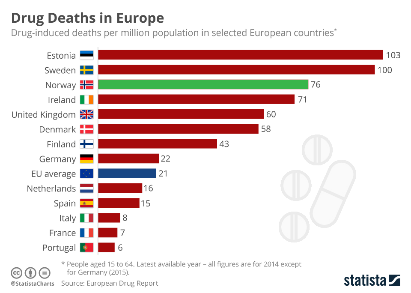 Drug Deaths in Europe
Drug-induced deaths per million population in selected European countries*
Estonia 103
Sweden 100
Norway 76
Ireland 71
United Kingdom 60
Denmark 58
Finland 43
Germany 22
EU average 21
Netherlands 16
Spain 15
Italy 8
France 7
Portugal 6
* People aged 15 to 64. Latest available year – all figures are for 2014 except
for Germany (2015).
@StatistaCharts Source: European Drug Report
statista